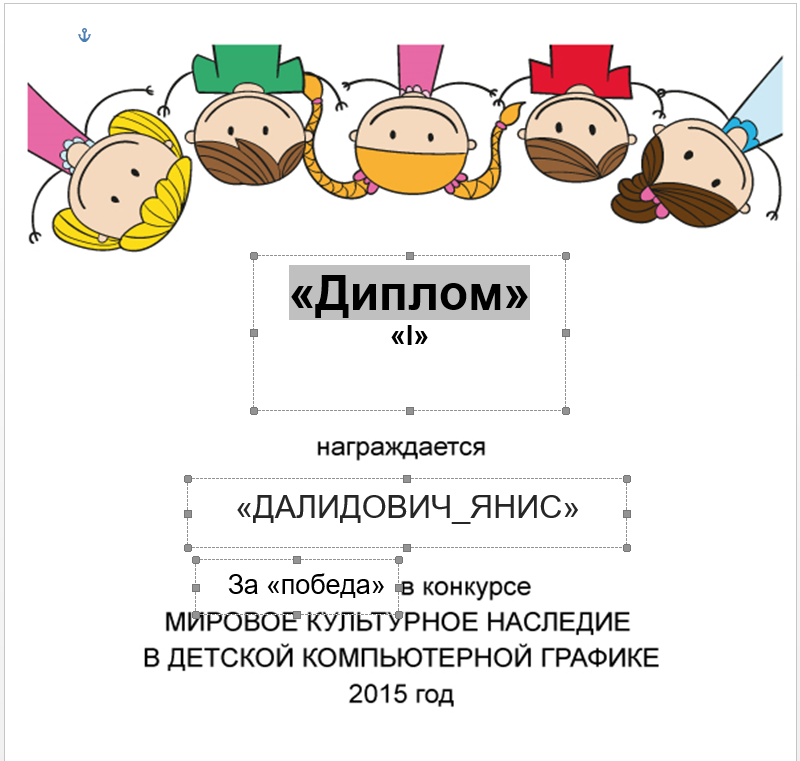 «Диплом»
«I»
награждается
«ДАЛИДОВИЧ_ЯНИС»
За «победа» в конкурсе
МИРОВОЕ КУЛЬТУРНОЕ НАСЛЕДИЕ
В ДЕТСКОЙ КОМПЬЮТЕРНОЙ ГРАФИКЕ
2015 год